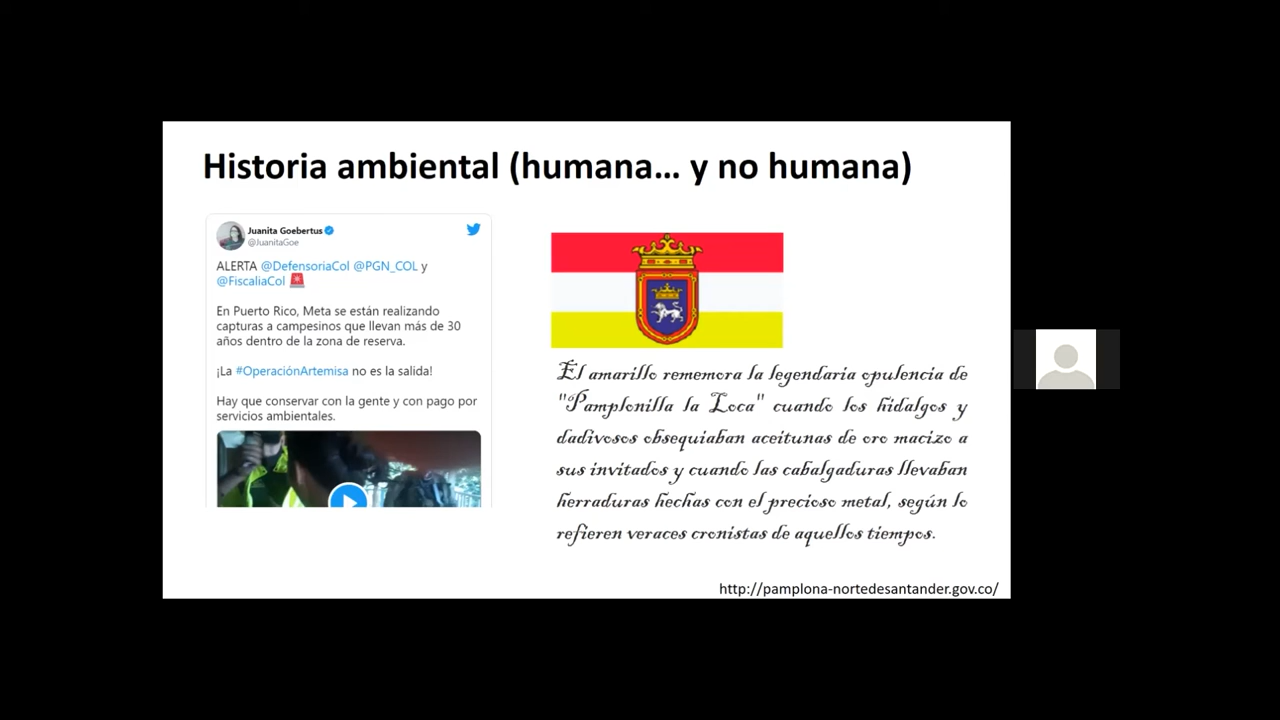 Historia ambiental (humana... y no humana)
Juanita Goebertus
@JuanitaGoe
ALERTA @DefensoriaCol @PGN_COL y
@FiscaliaCol 🚨
En Puerto Rico, Meta se están realizando
capturas a campesinos que llevan más de 30
años dentro de la zona de reserva.
¡La #OperaciónArtemisa no es la salida!
Hay que conservar con la gente y con pago por
servicios ambientales.
El amarillo rememora la legendaria opulencia de
"Pamplonilla la Loca" cuando los hidalgos y
dadivosos obsequiaban aceitunas de oro macizo a
sus invitados y cuando las cabalgaduras llevaban
herraduras hechas con el precioso metal, según lo
refieren veraces cronistas de aquellos tiempos.
http://pamplona-nortedesantander.gov.co/